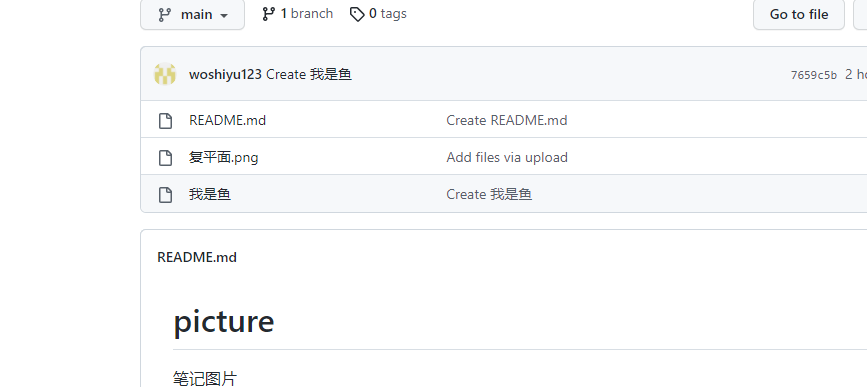 main 1 branch 0 tags Go to file
woshiyu123 Create 我是鱼 7659c5b 2 
README.md Create README.md
复平面.png Add files via upload
我是鱼 Create 我是鱼
README.md
picture
笔记图片